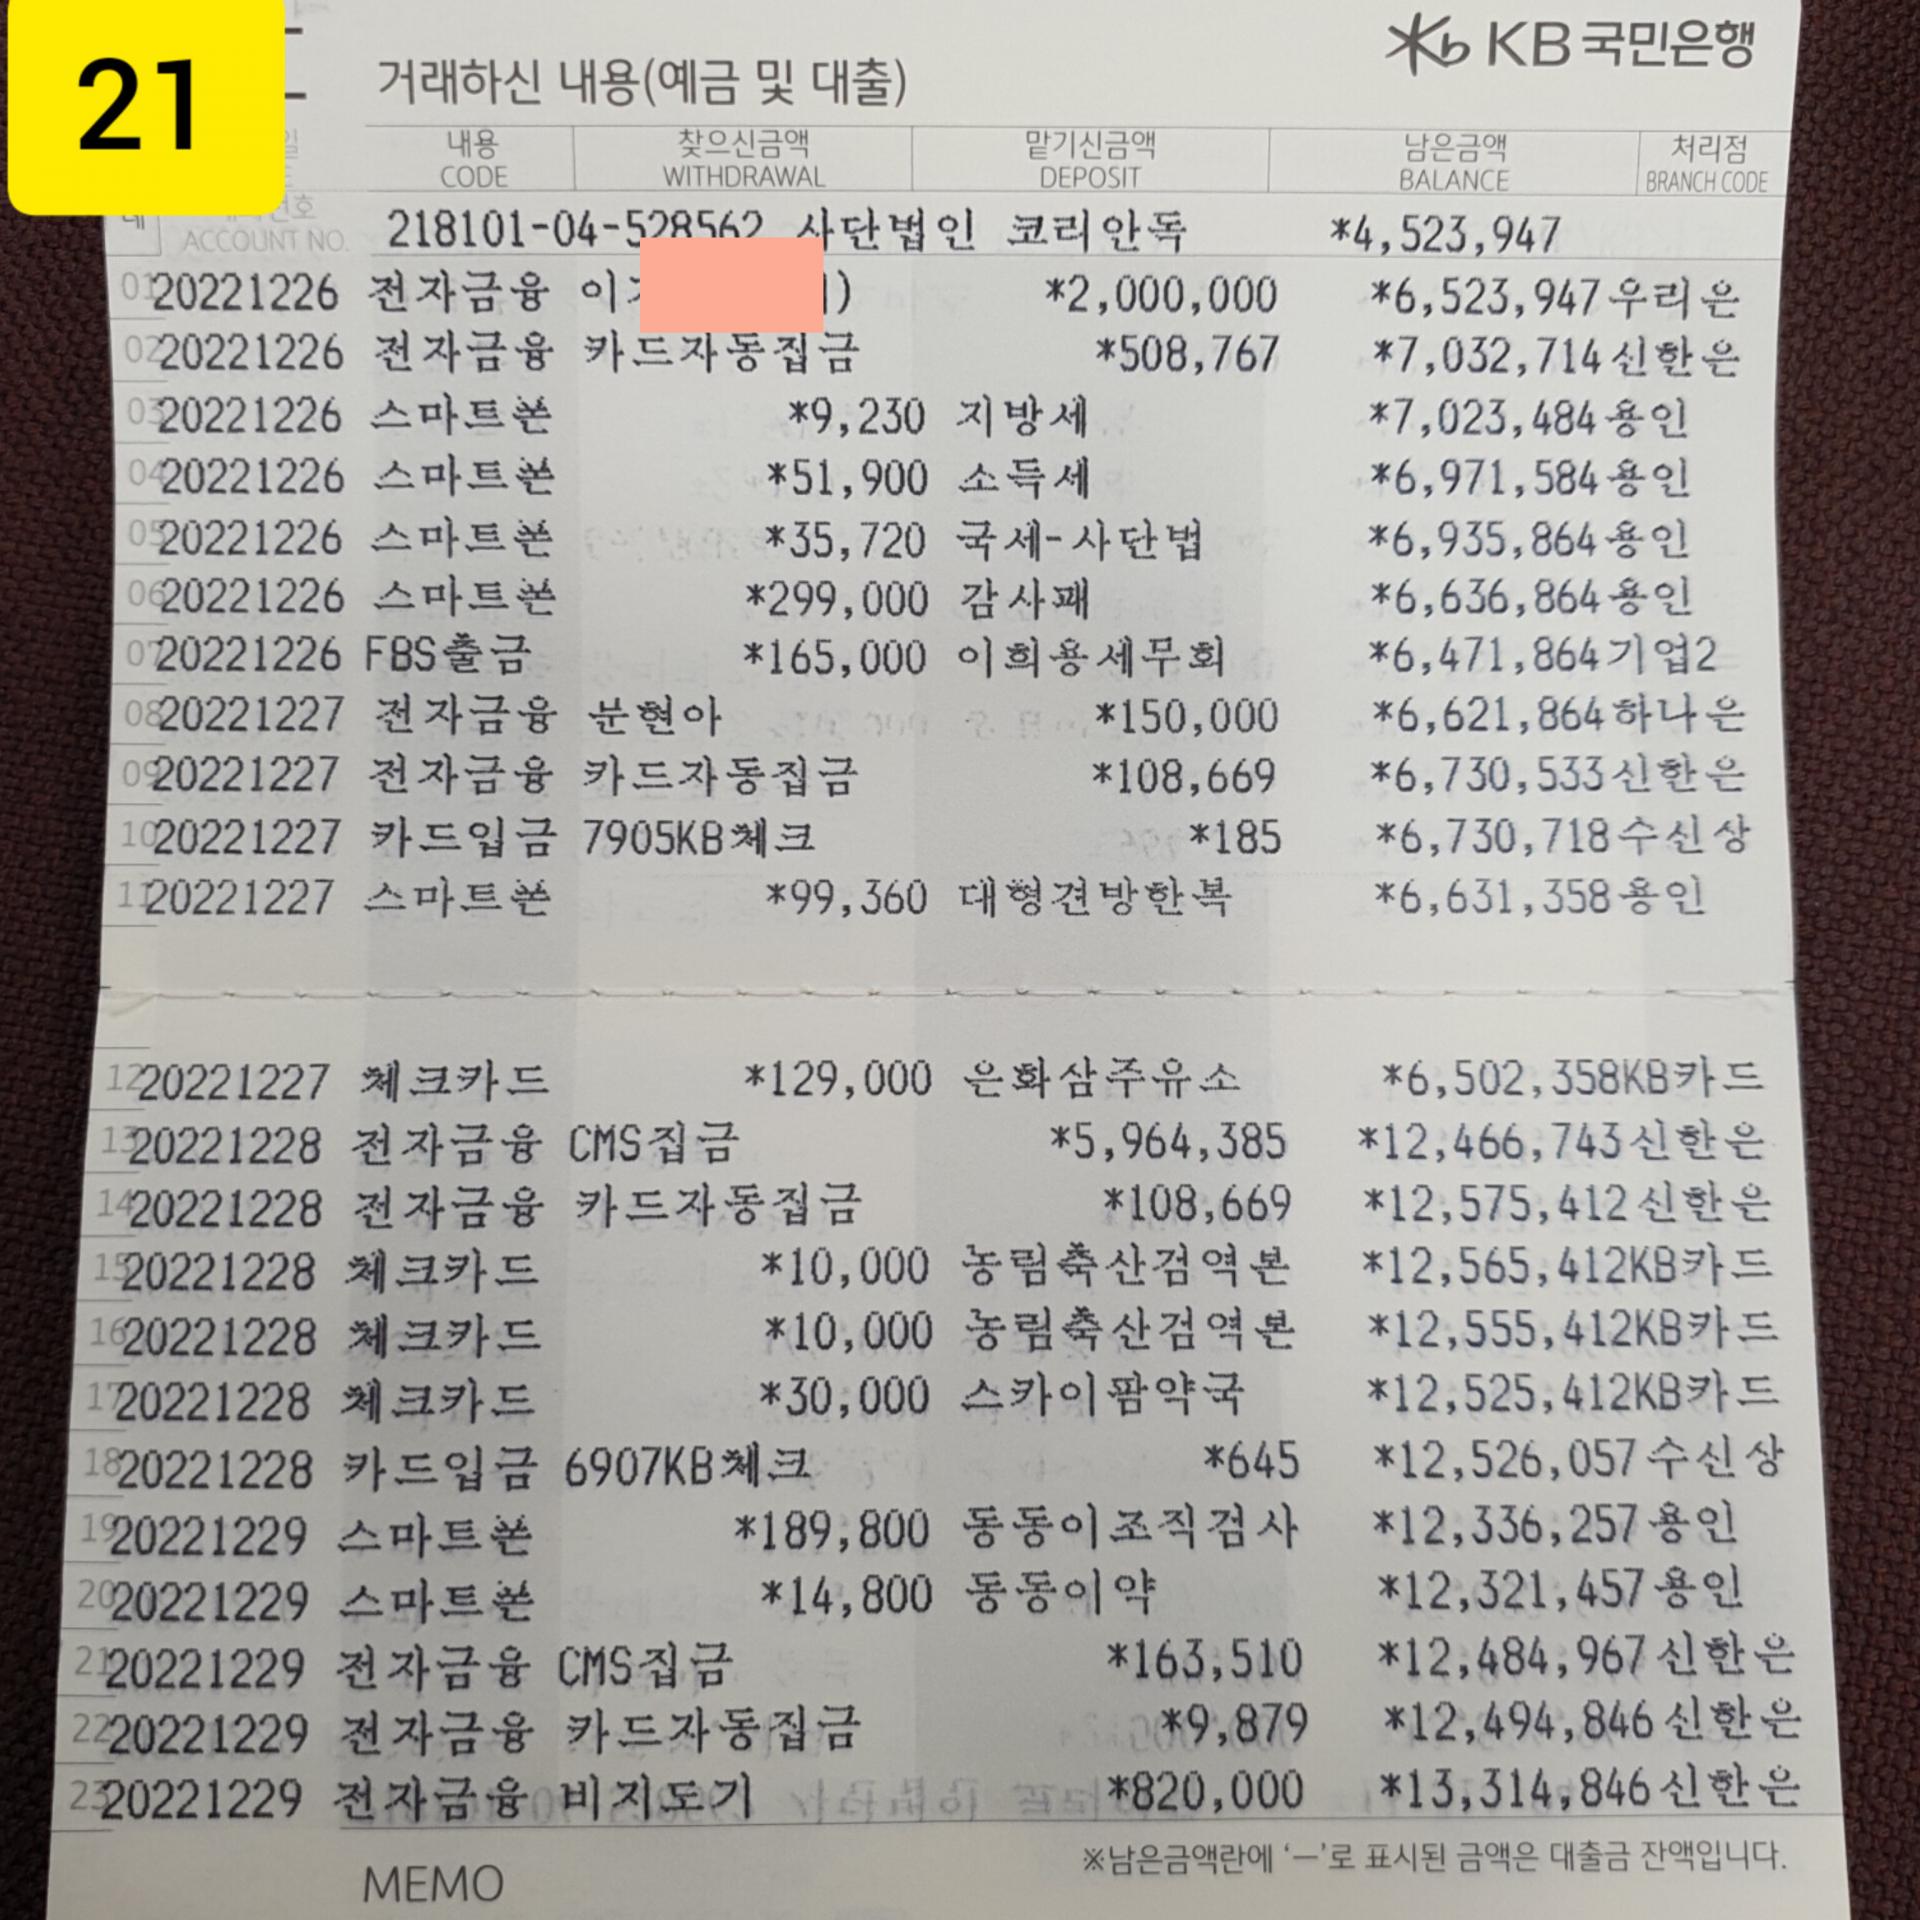 21
KB국민은행
거래하신 내용(예금 및 대출)
내용 찾으신금액 맡기신금액 남은금액 처리점
CODE WITHDRAWAL DEPOSIT BALANCE BRANCH CODE
ACCOUNT NO. 218101-04-528562 사단법인 코리안독 *4,523,947
01 20221226 전자금융 이 ) *2,000,000 *6,523,947 우리은
02 20221226 전자금융 카드자동집금 *508,767 *7,032,714 신한은
03 20221226 스마트폰 *9,230 지방세 *7,023,484 용인
04 20221226 스마트폰 *51,900 소득세 *6,971,584 용인
05 20221226 스마트폰 *35,720 국세-사단법 *6,935,864 용인
06 20221226 스마트폰 *299,000 감사패 *6,636,864 용인
07 20221226 FBS출금 *165,000 이희용세무회 *6,471,864 기업2
08 20221227 전자금융 *150,000 *6,621,864 하나은
09 20221227 전자금융 카드자동집금 *108,669 *6,730,533 신한은
10 20221227 카드입금 7905KB체크 *185 *6,730,718 수신상
11 20221227 스마트폰 *99,360 대형견방한복 *6,631,358 용인
12 20221227 체크카드 *129,000 은화삼주유소 *6,502,358 KB카드
13 20221228 전자금융 CMS집금 *5,964,385 *12,466,743 신한은
14 20221228 전자금융 카드자동집금 *108,669 *12,575,412 신한은
15 20221228 체크카드 *10,000 농림축산검역본 *12,565,412 KB카드
16 20221228 체크카드 *10,000 농림축산검역본 *12,555,412 KB카드
17 20221228 체크카드 *30,000 스카이팜약국 *12,525,412 KB카드
18 20221228 카드입금 6907KB체크 *645 *12,526,057 수신상
19 20221229 스마트폰 *189,800 동동이조직검사 *12,336,257 용인
20 20221229 스마트폰 *14,800 동동이약 *12,321,457 용인
21 20221229 전자금융 CMS집금 *163,510 *12,484,967 신한은
22 20221229 전자금융 카드자동집금 *9,879 *12,494,846 신한은
23 20221229 전자금융 비지도기 *820,000 *13,314,846 신한은
※남은금액란에 ‘—’로 표시된 금액은 대출금 잔액입니다.
MEMO